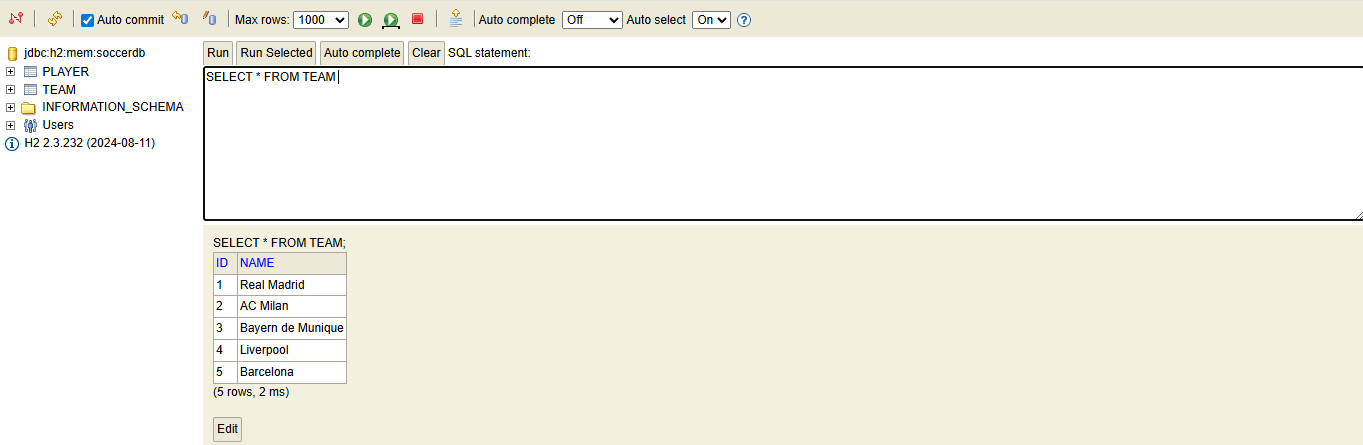 Auto commit Max rows: 1000 Auto complete Off Auto select On ?
jdbc:h2:mem:soccerdb
PLAYER
TEAM
INFORMATION_SCHEMA
Users
H2 2.3.232 (2024-08-11)
Run Run Selected Auto complete Clear SQL statement:
SELECT * FROM TEAM
SELECT * FROM TEAM;
ID NAME
1 Real Madrid
2 AC Milan
3 Bayern de Munique
4 Liverpool
5 Barcelona
(5 rows, 2 ms)
Edit